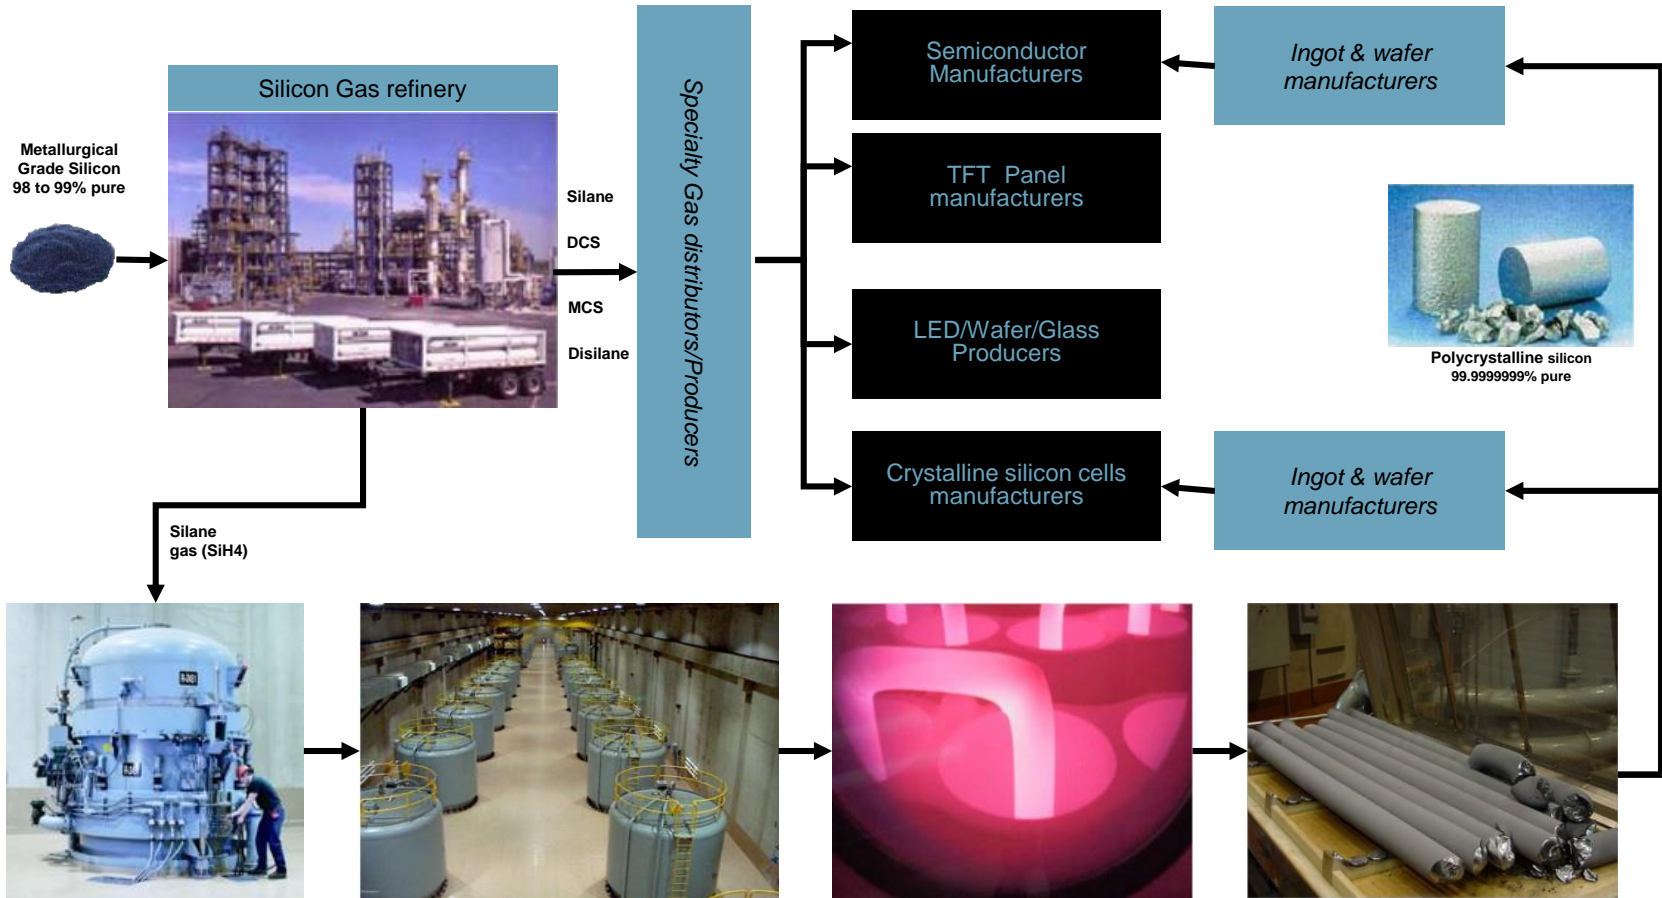 Silicon Gas refinery
Metallurgical
Grade Silicon
98 to 99% pure
Silane
DCS
MCS
Disilane
Specialty Gas distributors/Producers
Semiconductor
Manufacturers
TFT  Panel
manufacturers
LED/Wafer/Glass
Producers
Crystalline silicon cells
manufacturers
Ingot & wafer
manufacturers
Polycrystalline silicon
99.9999999% pure
Ingot & wafer
manufacturers
Silane
gas (SiH4)